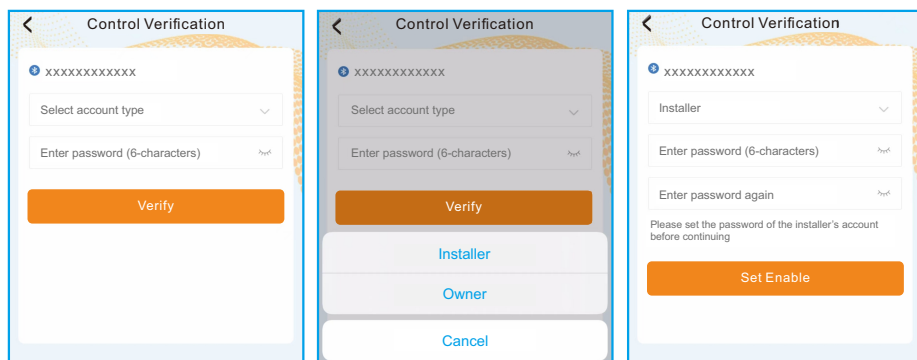 Control Verification
xxxxxxxxxxxx
Select account type
Enter password (6-characters)
Verify
Control Verification
xxxxxxxxxxxx
Select account type
Enter password (6-characters)
Verify
Installer
Owner
Cancel
Control Verification
xxxxxxxxxxxx
Installer
Enter password (6-characters)
Enter password again
Please set the password of the installer's account
before continuing
Set Enable